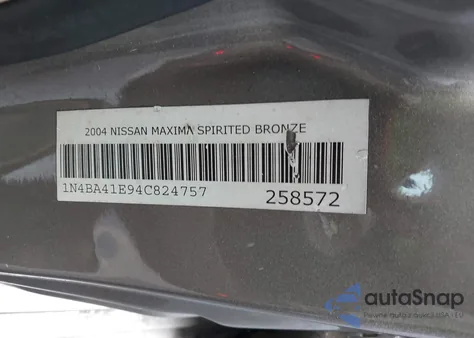 2004 NISSAN MAXIMA SPIRITED BRONZE
1N4BA41E94C824757
258572
autaSnap